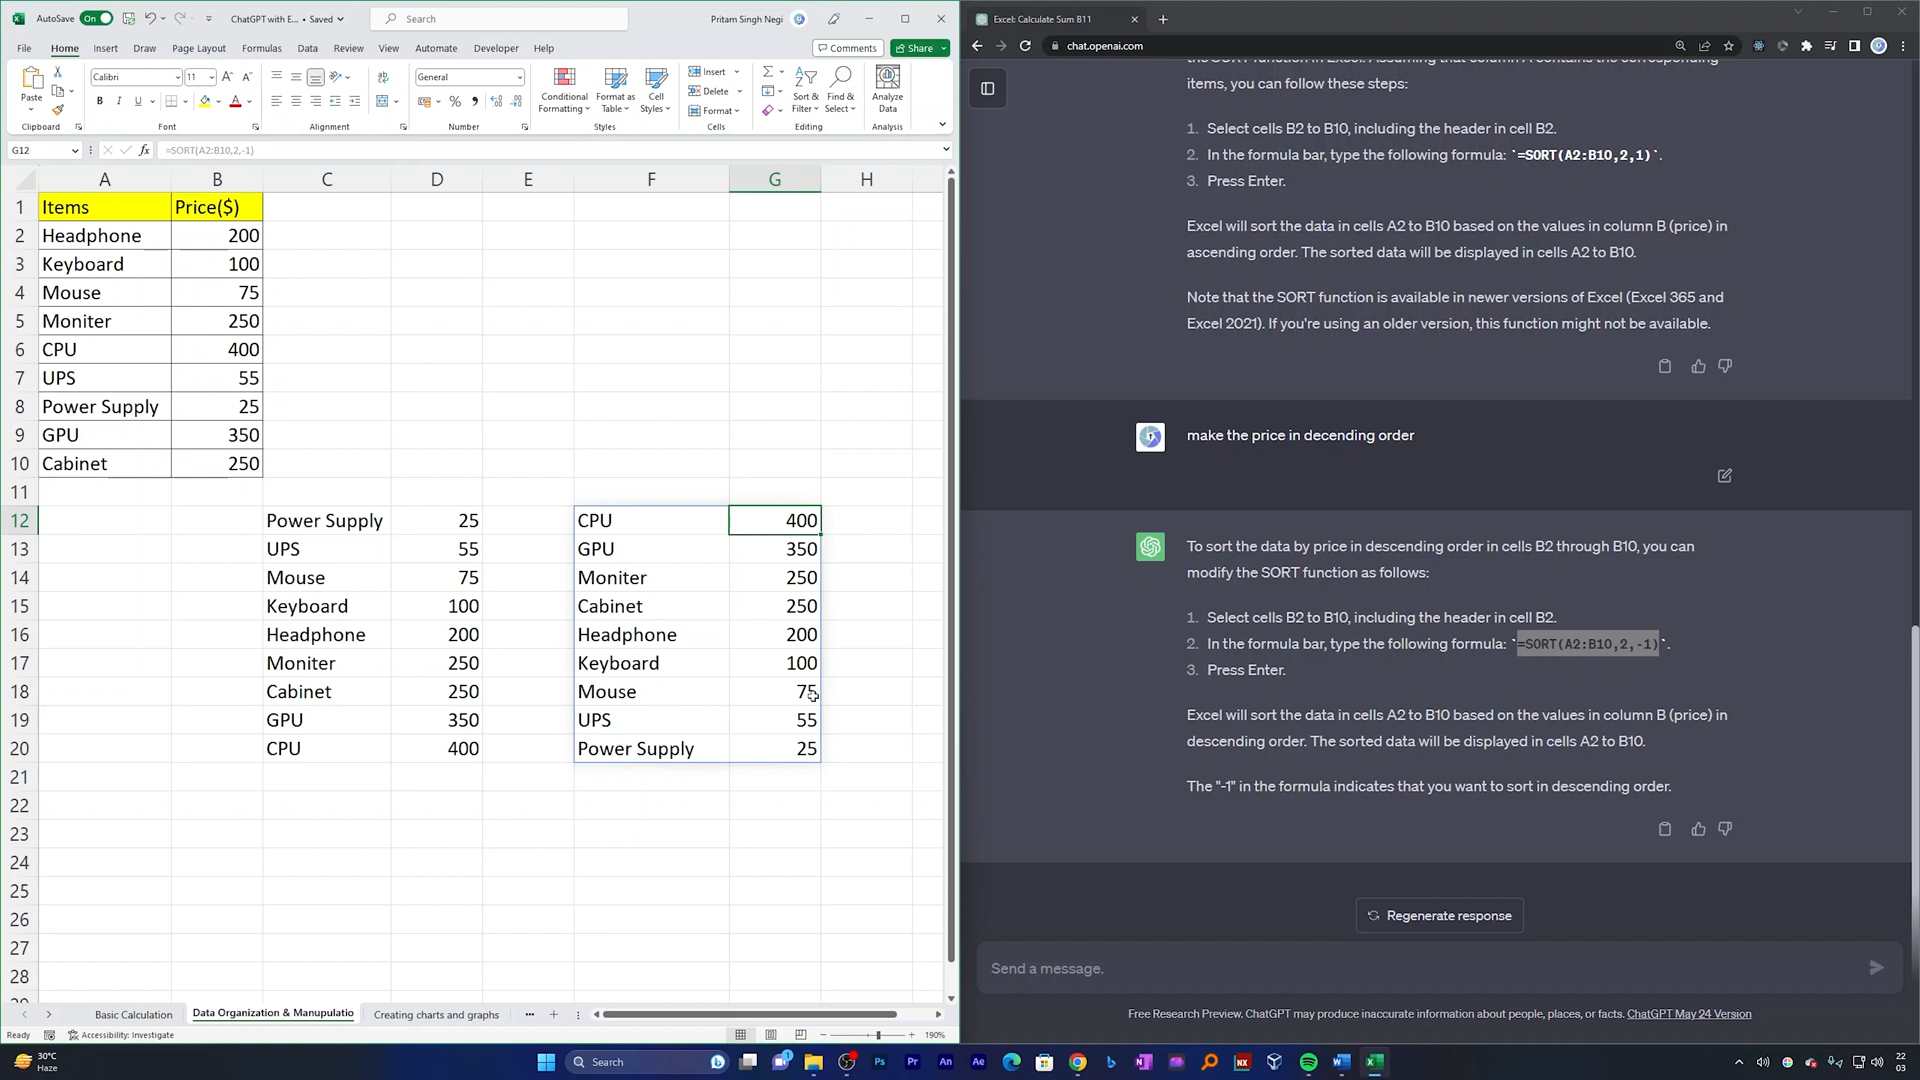 AutoSave On ChatGPT with E... • Saved Search Pritam Singh Negi
File Home Insert Draw Page Layout Formulas Data Review View Automate Developer Help Comments Share
Paste Calibri 11 General Conditional Formatting Format as Table Cell Styles Insert Delete Format Sort & Filter Find & Select Analyze Data
Clipboard Font Alignment Number Styles Cells Editing Analysis
G12 fx =SORT(A2:B10,2,-1)
A B C D E F G H
1 Items Price($)
2 Headphone 200
3 Keyboard 100
4 Mouse 75
5 Moniter 250
6 CPU 400
7 UPS 55
8 Power Supply 25
9 GPU 350
10 Cabinet 250
11
12 Power Supply 25 CPU 400
13 UPS 55 GPU 350
14 Mouse 75 Moniter 250
15 Keyboard 100 Cabinet 250
16 Headphone 200 Headphone 200
17 Moniter 250 Keyboard 100
18 Cabinet 250 Mouse 75
19 GPU 350 UPS 55
20 CPU 400 Power Supply 25
21
22
23
24
25
26
27
28
Basic Calculation Data Organization & Manupulatio Creating charts and graphs ...
Ready Accessibility: Investigate 190%
Excel: Calculate Sum B11
chat.openai.com
items, you can follow these steps:
1. Select cells B2 to B10, including the header in cell B2.
2. In the formula bar, type the following formula: `=SORT(A2:B10,2,1)`.
3. Press Enter.
Excel will sort the data in cells A2 to B10 based on the values in column B (price) in
ascending order. The sorted data will be displayed in cells A2 to B10.
Note that the SORT function is available in newer versions of Excel (Excel 365 and
Excel 2021). If you're using an older version, this function might not be available.
make the price in decending order
To sort the data by price in descending order in cells B2 through B10, you can
modify the SORT function as follows:
1. Select cells B2 to B10, including the header in cell B2.
2. In the formula bar, type the following formula: `=SORT(A2:B10,2,-1)`.
3. Press Enter.
Excel will sort the data in cells A2 to B10 based on the values in column B (price) in
descending order. The sorted data will be displayed in cells A2 to B10.
The "-1" in the formula indicates that you want to sort in descending order.
Regenerate response
Send a message.
Free Research Preview. ChatGPT may produce inaccurate information about people, places, or facts. ChatGPT May 24 Version
30°C
Haze
Search
22
03